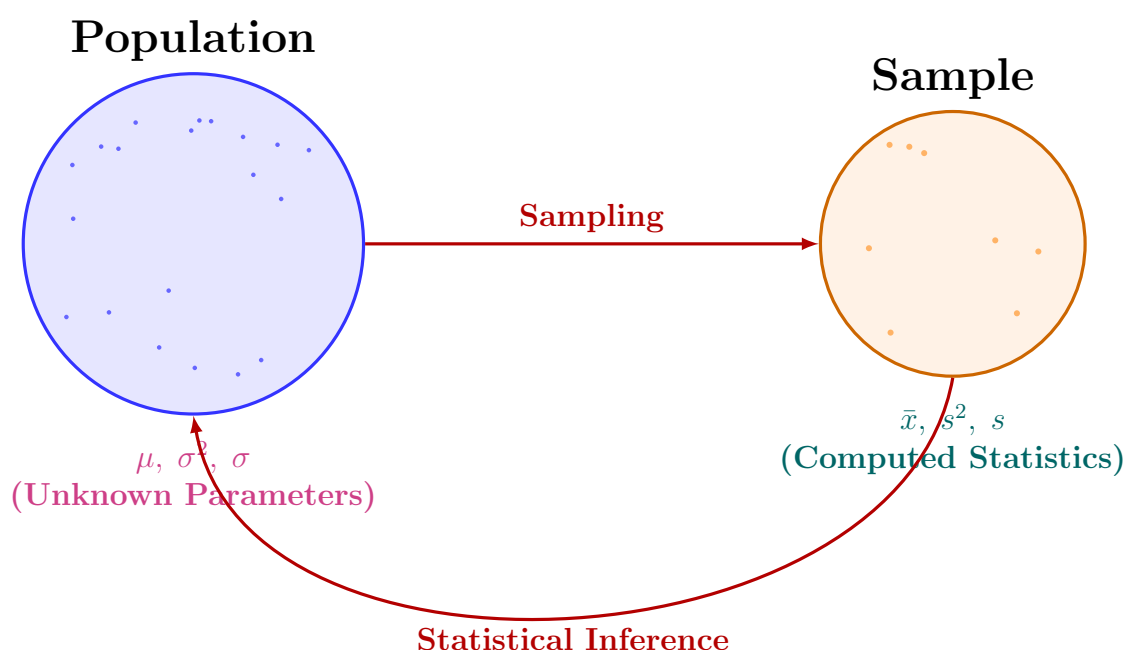 Population
Sample
Sampling
x̄, s², s
(Computed Statistics)
μ, σ², σ
(Unknown Parameters)
Statistical Inference